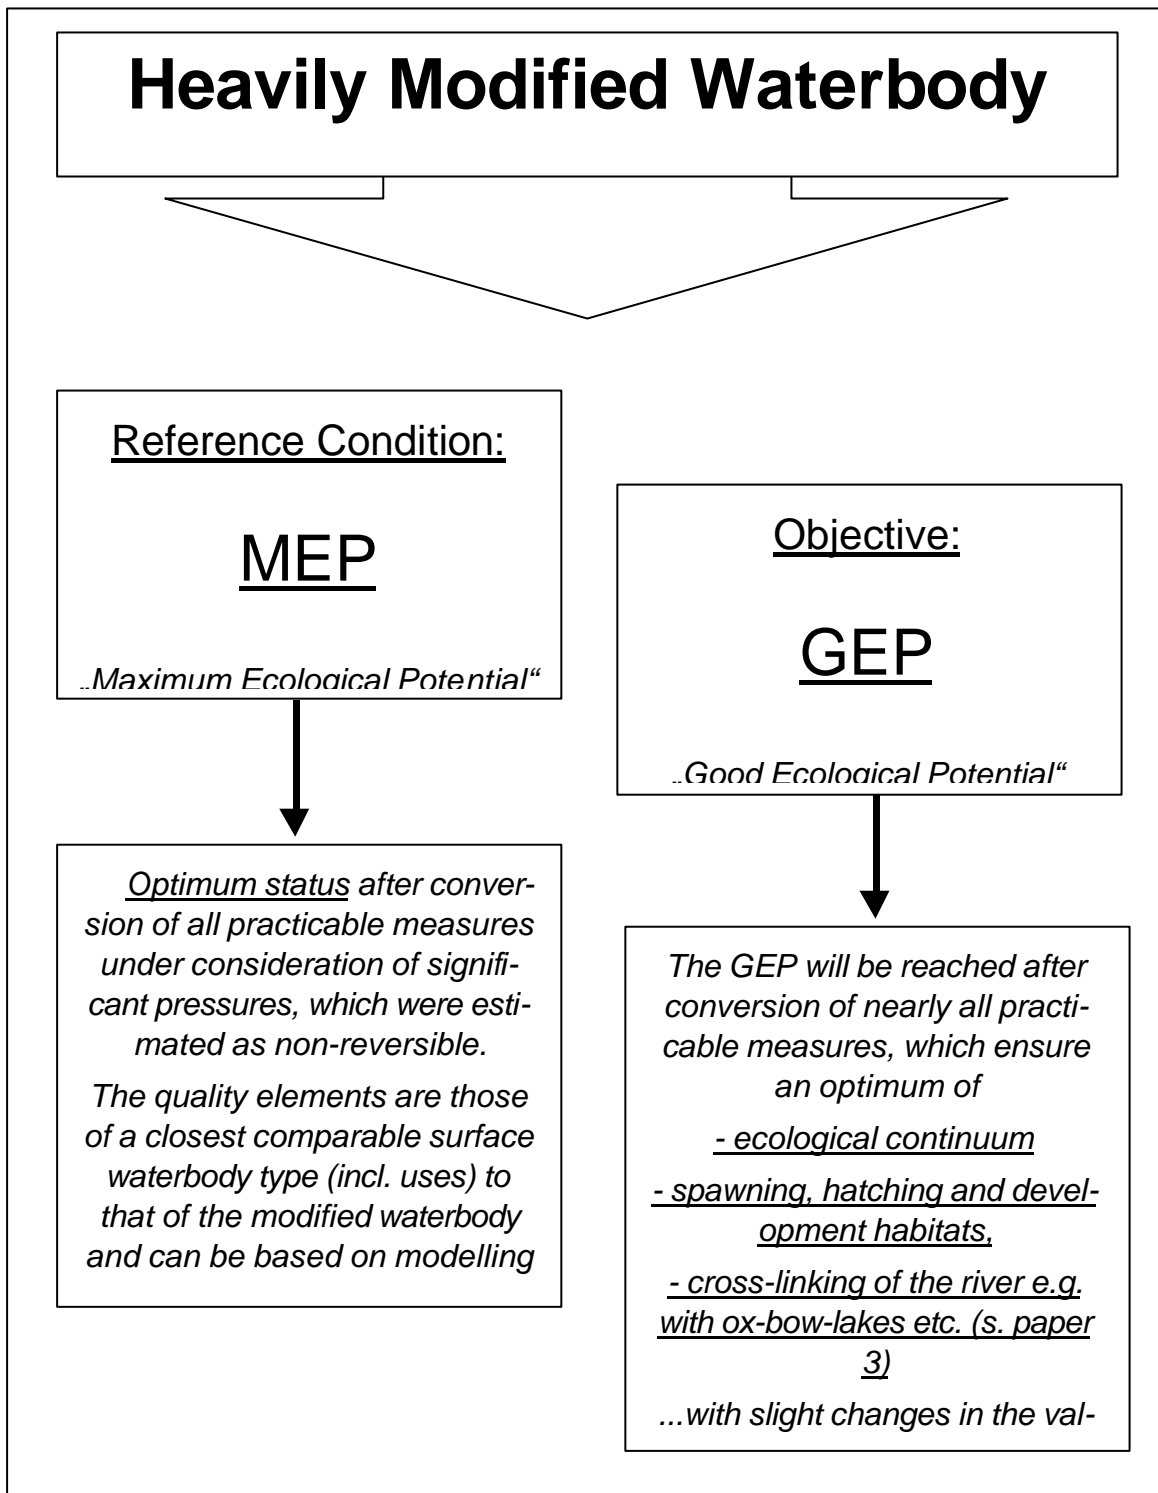 Heavily Modified Waterbody
Reference Condition:
MEP
„Maximum Ecological Potential“
Optimum status after conver-
sion of all practicable measures
under consideration of signifi-
cant pressures, which were esti-
mated as non-reversible.
The quality elements are those
of a closest comparable surface
waterbody type (incl. uses) to
that of the modified waterbody
and can be based on modelling
Objective:
GEP
„Good Ecological Potential“
The GEP will be reached after
conversion of nearly all practi-
cable measures, which ensure
an optimum of
- ecological continuum
- spawning, hatching and devel-
opment habitats,
- cross-linking of the river e.g.
with ox-bow-lakes etc. (s. paper
3)
...with slight changes in the val-